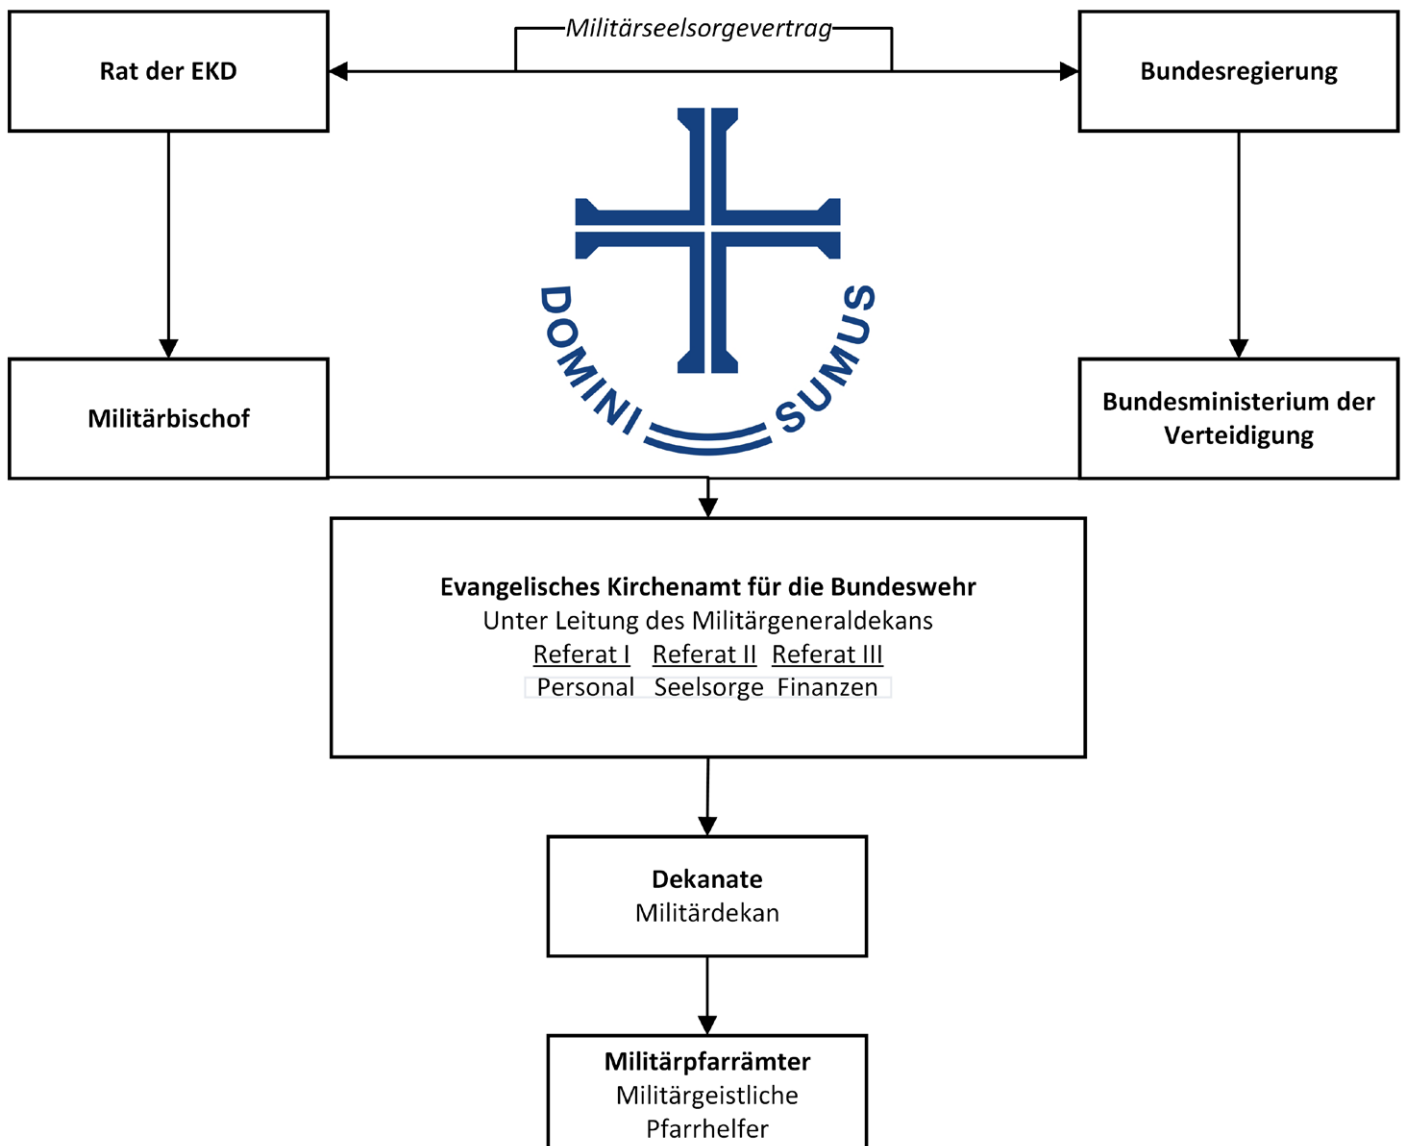 Militärseelsorgevertrag
Rat der EKD
Bundesregierung
DOMINI SUMUS
Militärbischof
Bundesministerium der
Verteidigung
Evangelisches Kirchenamt für die Bundeswehr
Unter Leitung des Militärgeneraldekans
Referat I Referat II Referat III
Personal Seelsorge Finanzen
Dekanate
Militärdekan
Militärpfarrämter
Militärgeistliche
Pfarrhelfer